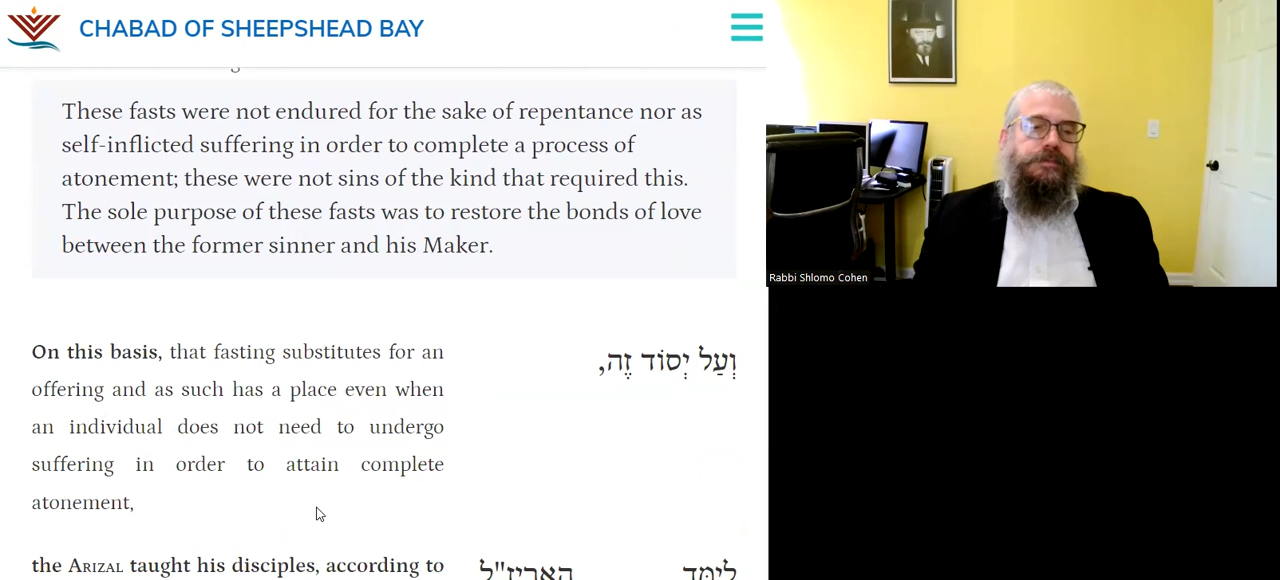 CHABAD OF SHEEPSHEAD BAY
These fasts were not endured for the sake of repentance nor as
self-inflicted suffering in order to complete a process of
atonement; these were not sins of the kind that required this.
The sole purpose of these fasts was to restore the bonds of love
between the former sinner and his Maker.
On this basis, that fasting substitutes for an
offering and as such has a place even when
an individual does not need to undergo
suffering in order to attain complete
atonement,
וְעַל יְסוֹד זֶה,
the ARIZAL taught his disciples, according to
לִימֵּד הָאֲרִיזַ"ל
Rabbi Shlomo Cohen